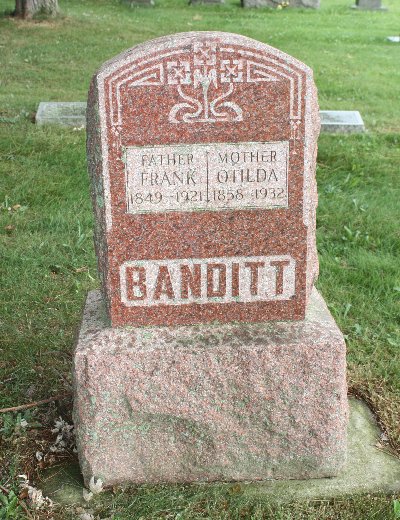 FATHER MOTHER
FRANK OTILDA
1849-1921 1858-1932
BANDITT